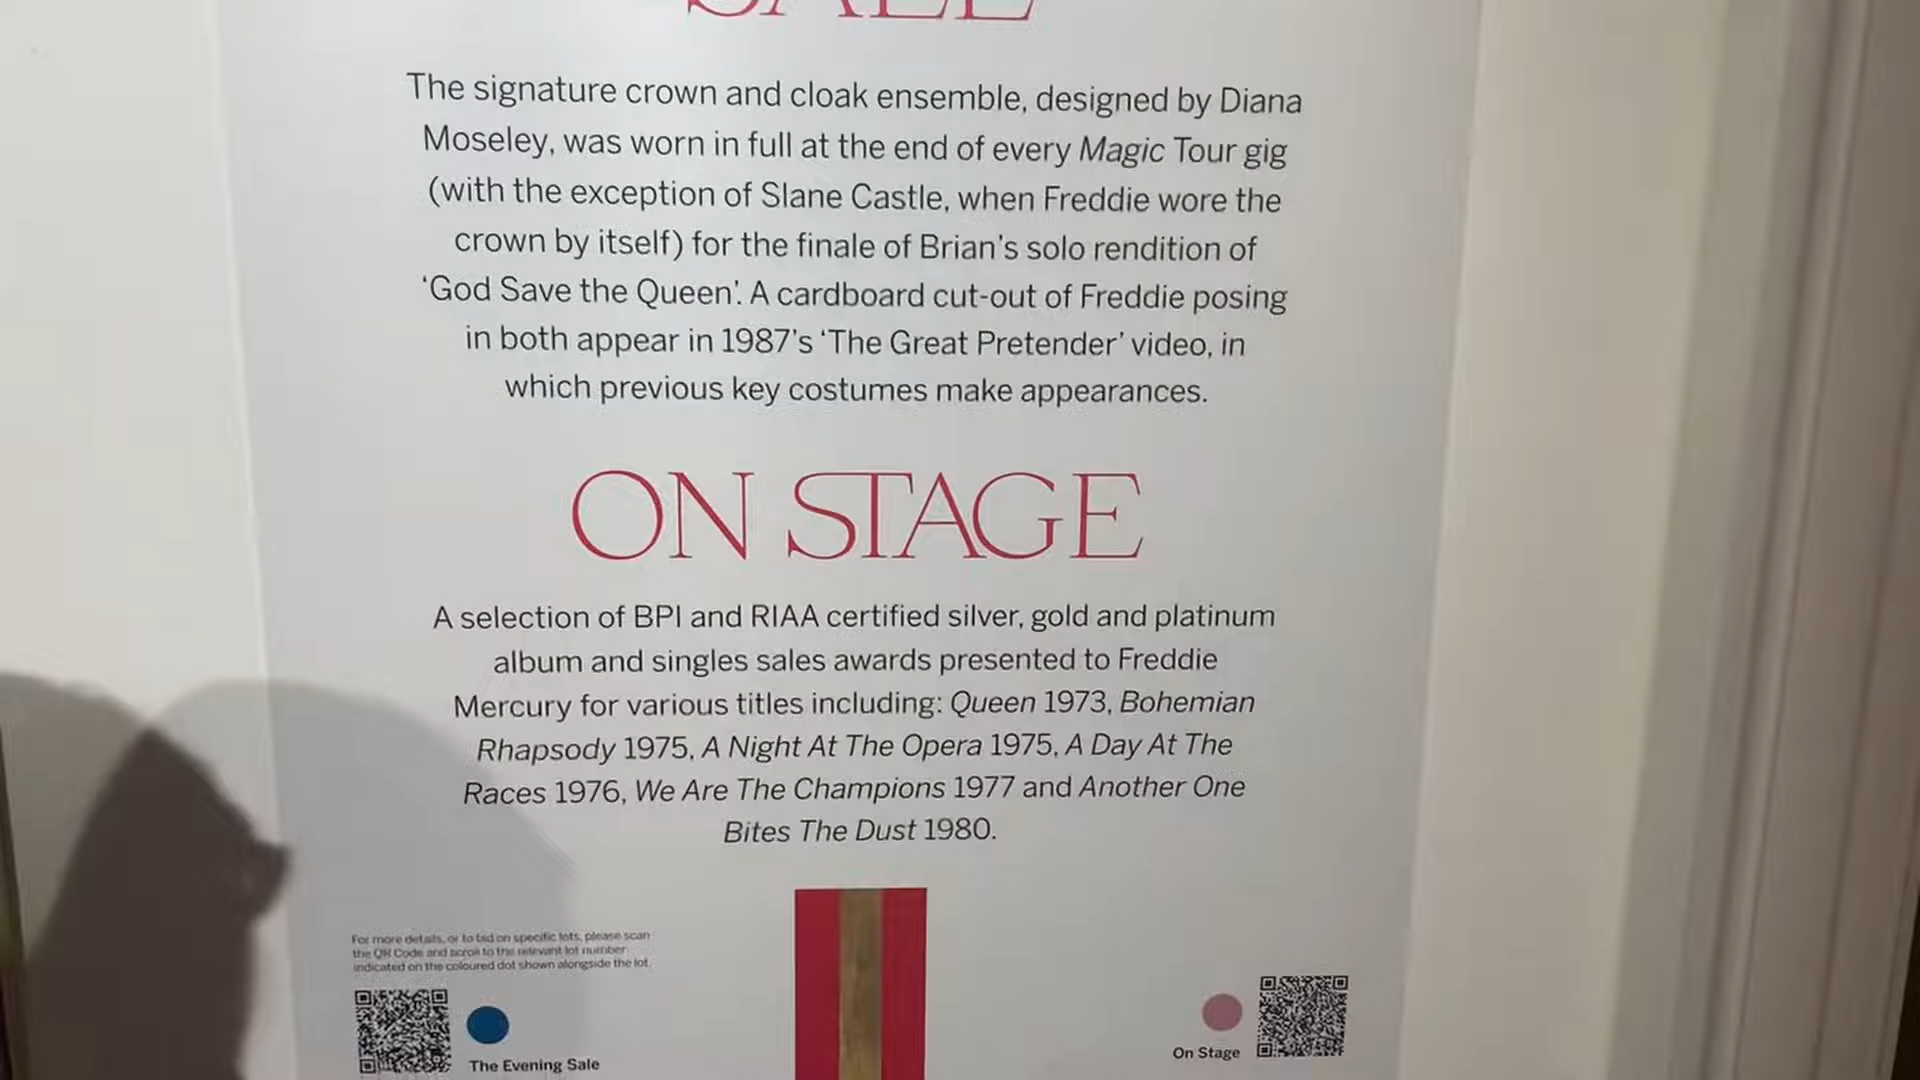 SALE
The signature crown and cloak ensemble, designed by Diana
Moseley, was worn in full at the end of every Magic Tour gig
(with the exception of Slane Castle, when Freddie wore the
crown by itself) for the finale of Brian's solo rendition of
‘God Save the Queen’. A cardboard cut-out of Freddie posing
in both appear in 1987’s ‘The Great Pretender’ video, in
which previous key costumes make appearances.
ON STAGE
A selection of BPI and RIAA certified silver, gold and platinum
album and singles sales awards presented to Freddie
Mercury for various titles including: Queen 1973, Bohemian
Rhapsody 1975, A Night At The Opera 1975, A Day At The
Races 1976, We Are The Champions 1977 and Another One
Bites The Dust 1980.
For more details, or to bid on specific lots, please scan
the QR Code and scroll to the relevant lot number
indicated on the coloured dot shown alongside the lot.
The Evening Sale
On Stage